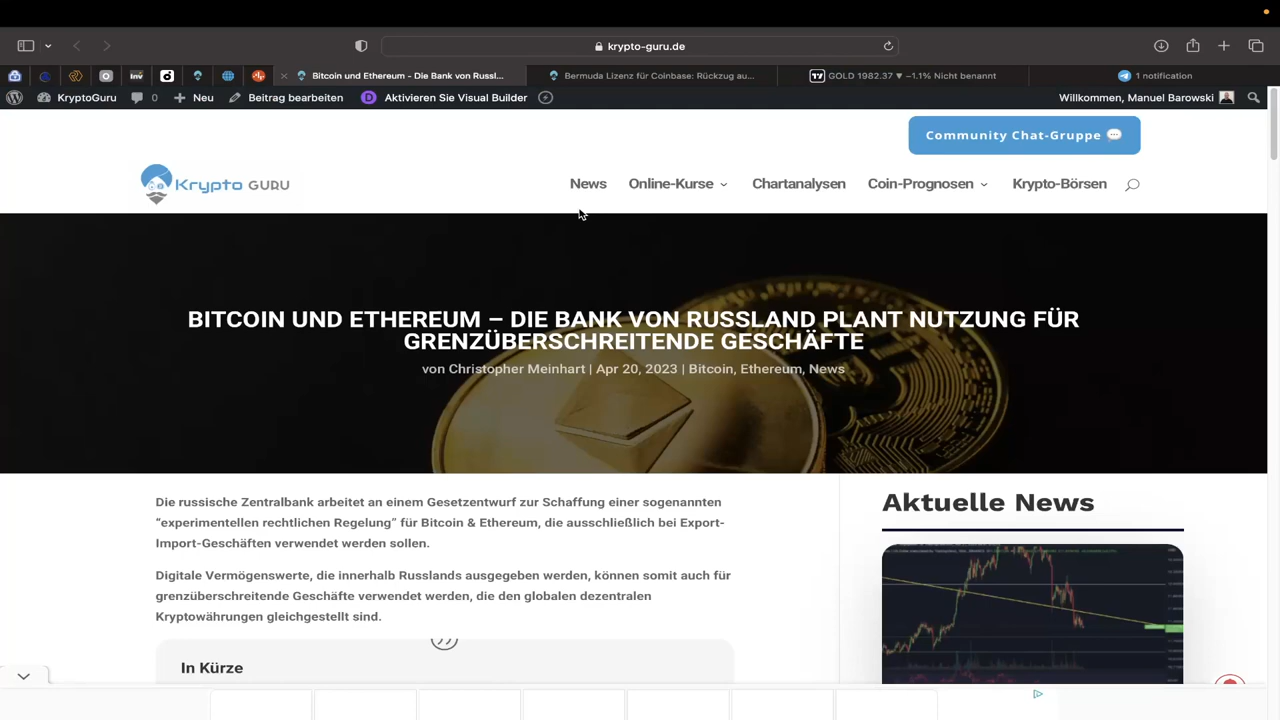 krypto-guru.de
Inv
Bitcoin und Ethereum - Die Bank von Russl...
Bermuda Lizenz für Coinbase: Rückzug au...
GOLD 1982.37 ▼ −1.1% Nicht benannt
1 notification
KryptoGuru
0
Neu
Beitrag bearbeiten
D
Aktivieren Sie Visual Builder
Willkommen, Manuel Barowski
Community Chat-Gruppe 💬
Krypto GURU
News
Online-Kurse
Chartanalysen
Coin-Prognosen
Krypto-Börsen
BITCOIN UND ETHEREUM – DIE BANK VON RUSSLAND PLANT NUTZUNG FÜR
GRENZÜBERSCHREITENDE GESCHÄFTE
von Christopher Meinhart | Apr 20, 2023 | Bitcoin, Ethereum, News
Die russische Zentralbank arbeitet an einem Gesetzentwurf zur Schaffung einer sogenannten
“experimentellen rechtlichen Regelung” für Bitcoin & Ethereum, die ausschließlich bei Export-
Import-Geschäften verwendet werden sollen.
Digitale Vermögenswerte, die innerhalb Russlands ausgegeben werden, können somit auch für
grenzüberschreitende Geschäfte verwendet werden, die den globalen dezentralen
Kryptowährungen gleichgestellt sind.
In Kürze
Aktuelle News